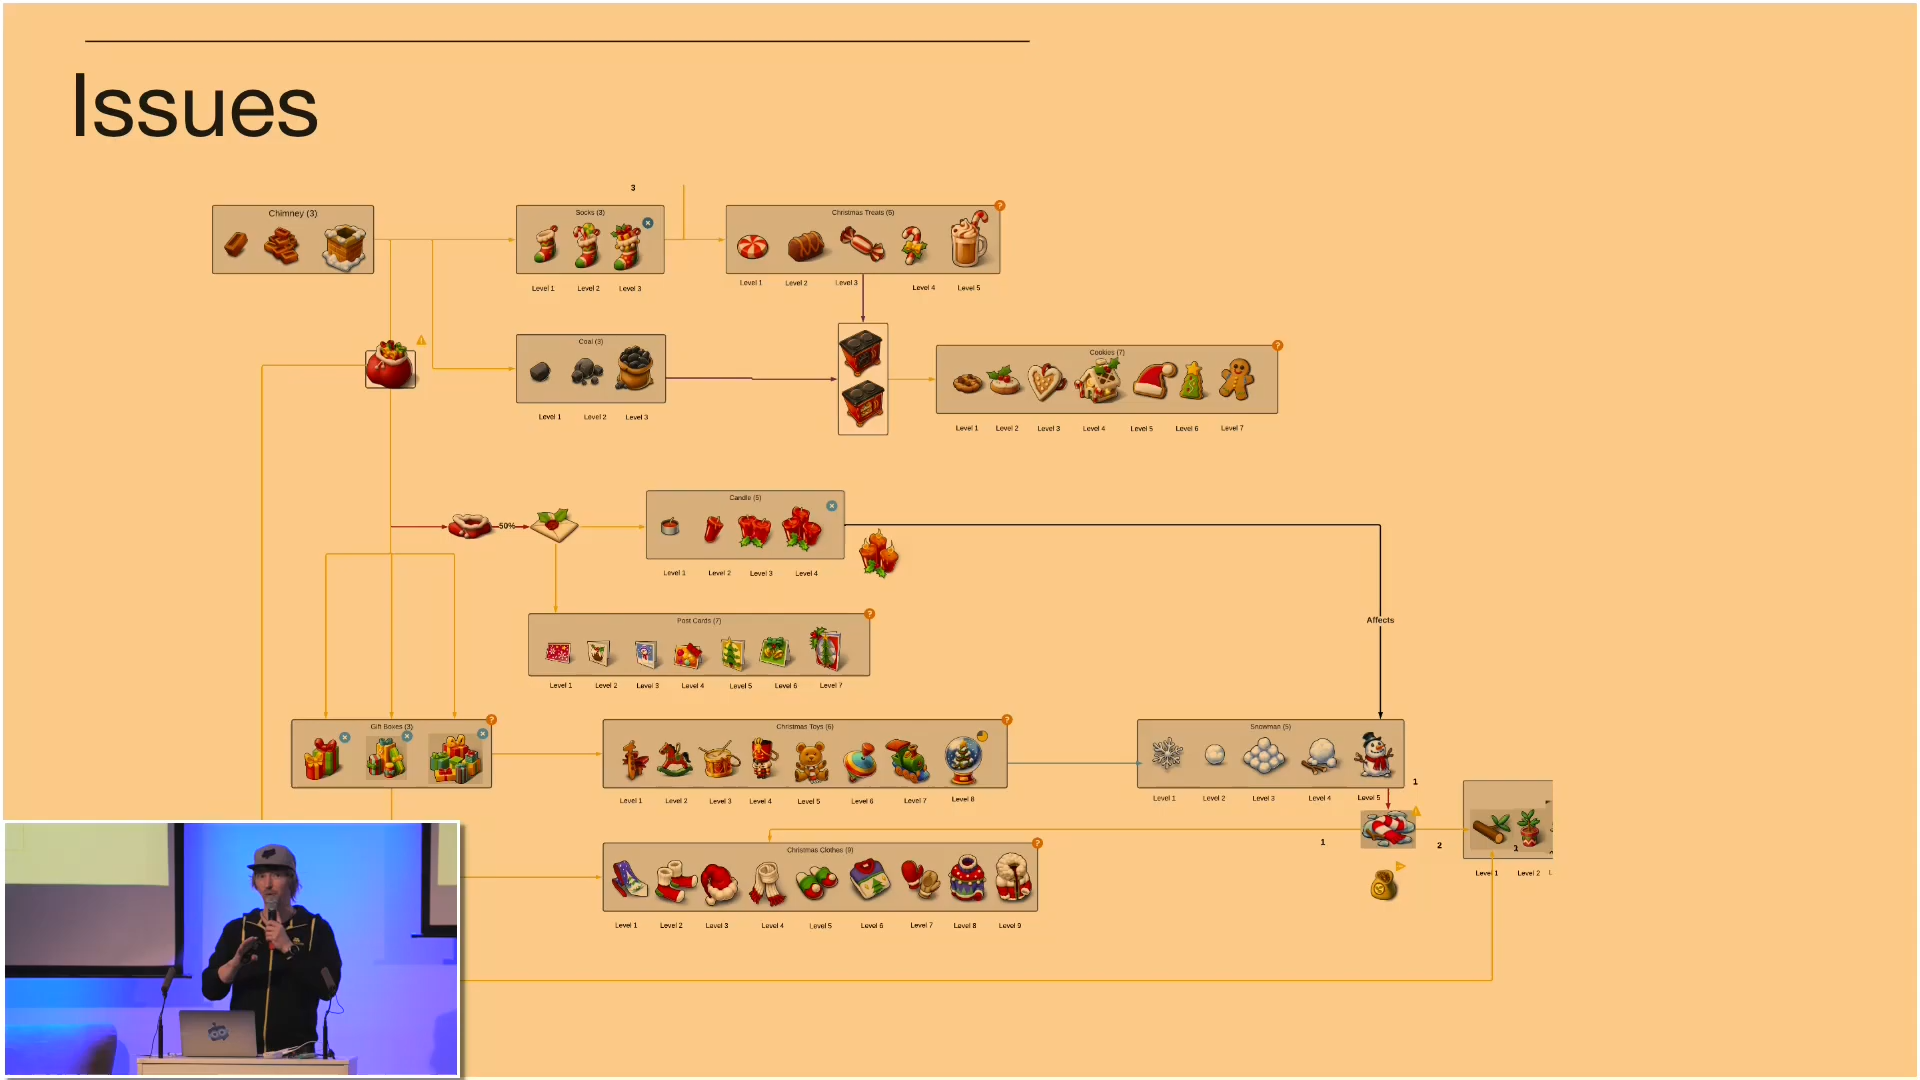 Issues
3
Chimney (3)
Socks (3)
Christmas Treats (5)
Level 1
Level 2
Level 3
Level 1
Level 2
Level 3
Level 4
Level 5
Coal (3)
Cookies (7)
Level 1
Level 2
Level 3
Level 1
Level 2
Level 3
Level 4
Level 5
Level 6
Level 7
Candle (5)
50%
Level 1
Level 2
Level 3
Level 4
Affects
Post Cards (7)
Level 1
Level 2
Level 3
Level 4
Level 5
Level 6
Level 7
Gift Boxes (3)
Christmas Toys (6)
Snowman (5)
Level 1
Level 2
Level 3
Level 4
Level 5
Level 6
Level 7
Level 8
Level 1
Level 2
Level 3
Level 4
Level 5
1
1
2
1
Level 1
Level 2
L
Christmas Clothes (9)
Level 1
Level 2
Level 3
Level 4
Level 5
Level 6
Level 7
Level 8
Level 9